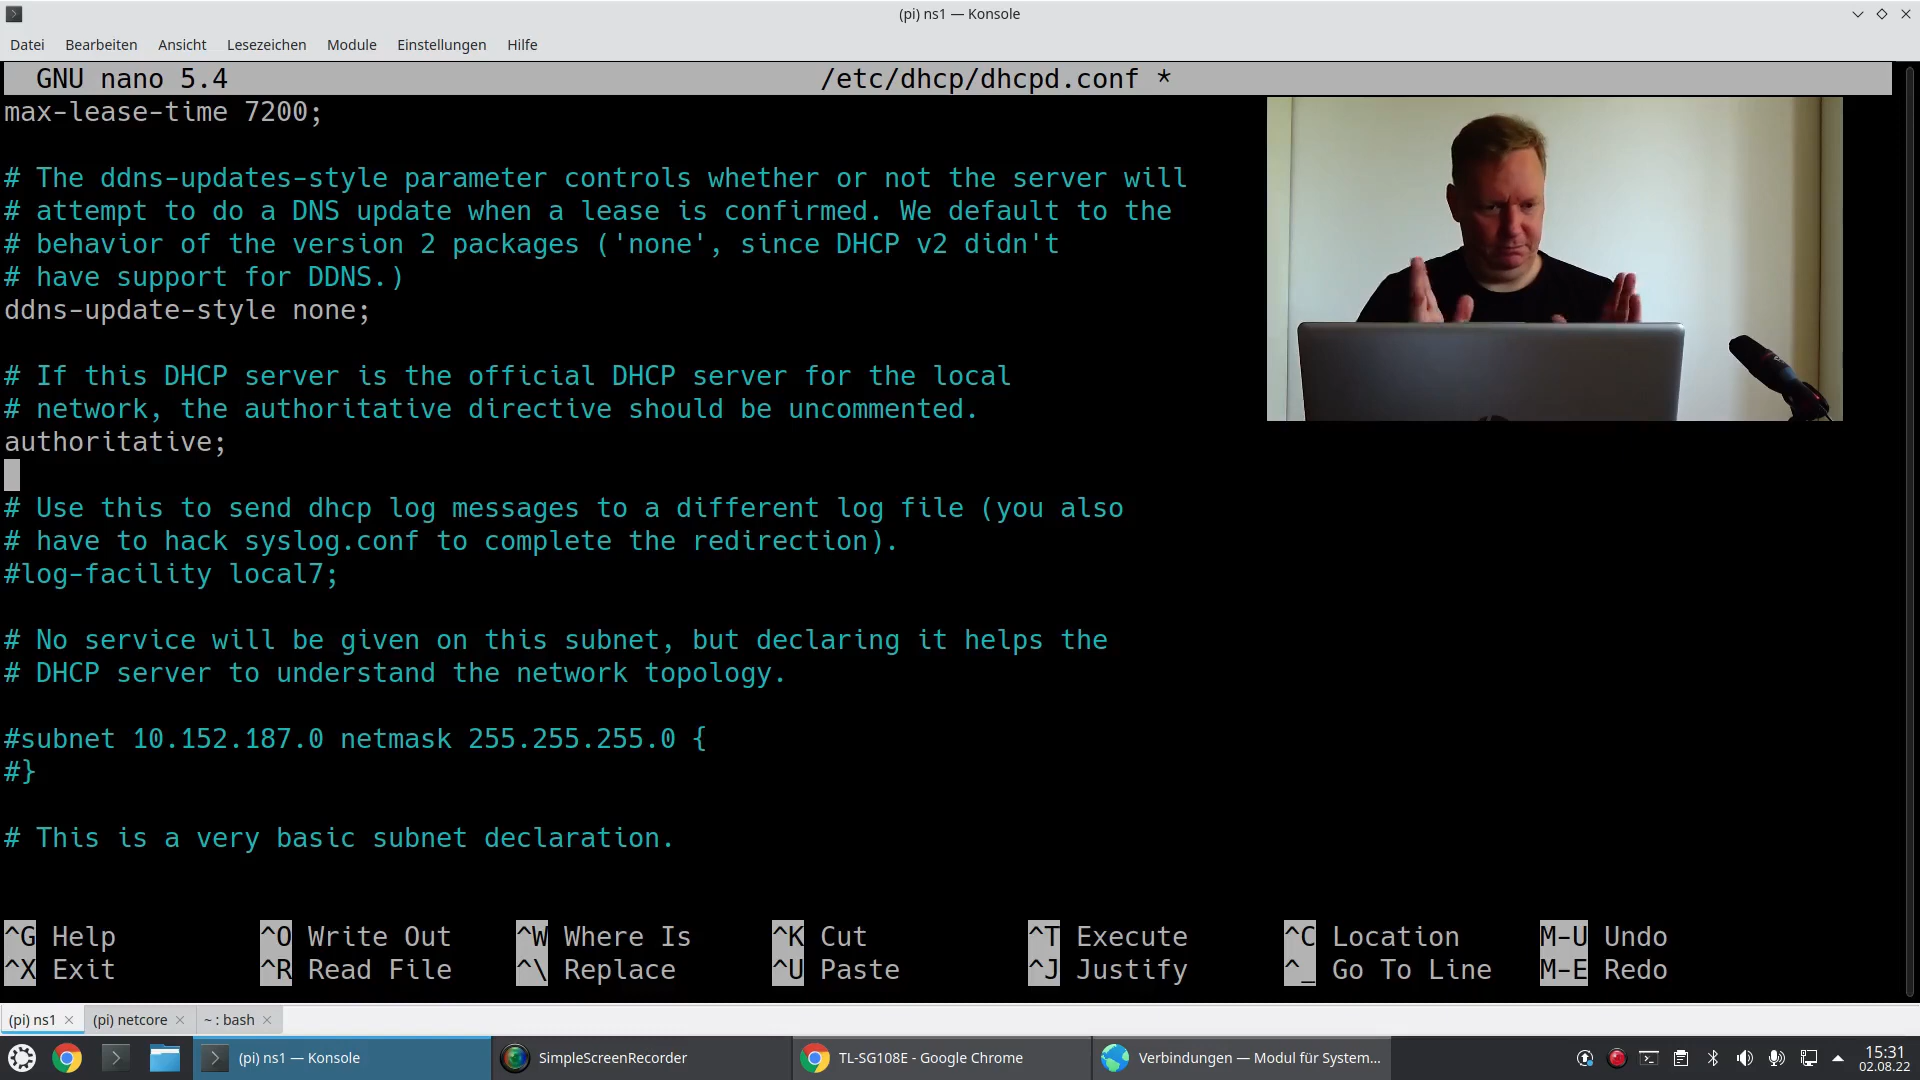 (pi) ns1 — Konsole
Datei Bearbeiten Ansicht Lesezeichen Module Einstellungen Hilfe
GNU nano 5.4 /etc/dhcp/dhcpd.conf *
max-lease-time 7200;
# The ddns-updates-style parameter controls whether or not the server will
# attempt to do a DNS update when a lease is confirmed. We default to the
# behavior of the version 2 packages ('none', since DHCP v2 didn't
# have support for DDNS.)
ddns-update-style none;
# If this DHCP server is the official DHCP server for the local
# network, the authoritative directive should be uncommented.
authoritative;
# Use this to send dhcp log messages to a different log file (you also
# have to hack syslog.conf to complete the redirection).
#log-facility local7;
# No service will be given on this subnet, but declaring it helps the
# DHCP server to understand the network topology.
#subnet 10.152.187.0 netmask 255.255.255.0 {
#}
# This is a very basic subnet declaration.
^G Help ^O Write Out ^W Where Is ^K Cut ^T Execute ^C Location M-U Undo
^X Exit ^R Read File ^\ Replace ^U Paste ^J Justify ^_ Go To Line M-E Redo
(pi) ns1 (pi) netcore ~ : bash
(pi) ns1 — Konsole SimpleScreenRecorder TL-SG108E - Google Chrome Verbindungen — Modul für System... 15:31
02.08.22